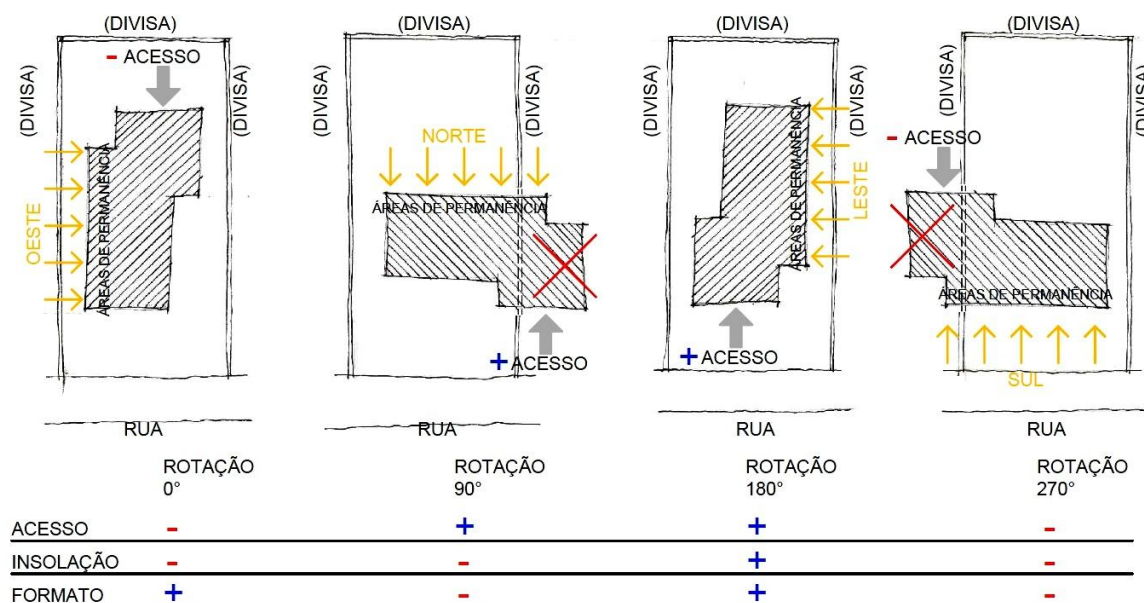 (DIVISA) (DIVISA) (DIVISA) (DIVISA)
- ACESSO
(DIVISA)
(DIVISA)
OESTE
ÁREAS DE PERMANÊNCIA
(DIVISA)
(DIVISA)
NORTE
ÁREAS DE PERMANÊNCIA
+ ACESSO
(DIVISA)
(DIVISA)
ÁREAS DE PERMANÊNCIA
LESTE
+ ACESSO
(DIVISA)
(DIVISA)
- ACESSO
ÁREAS DE PERMANÊNCIA
SUL
RUA RUA RUA RUA
ROTAÇÃO ROTAÇÃO ROTAÇÃO ROTAÇÃO
0° 90° 180° 270°
ACESSO - + + -
INSOLAÇÃO - - + -
FORMATO + - + -